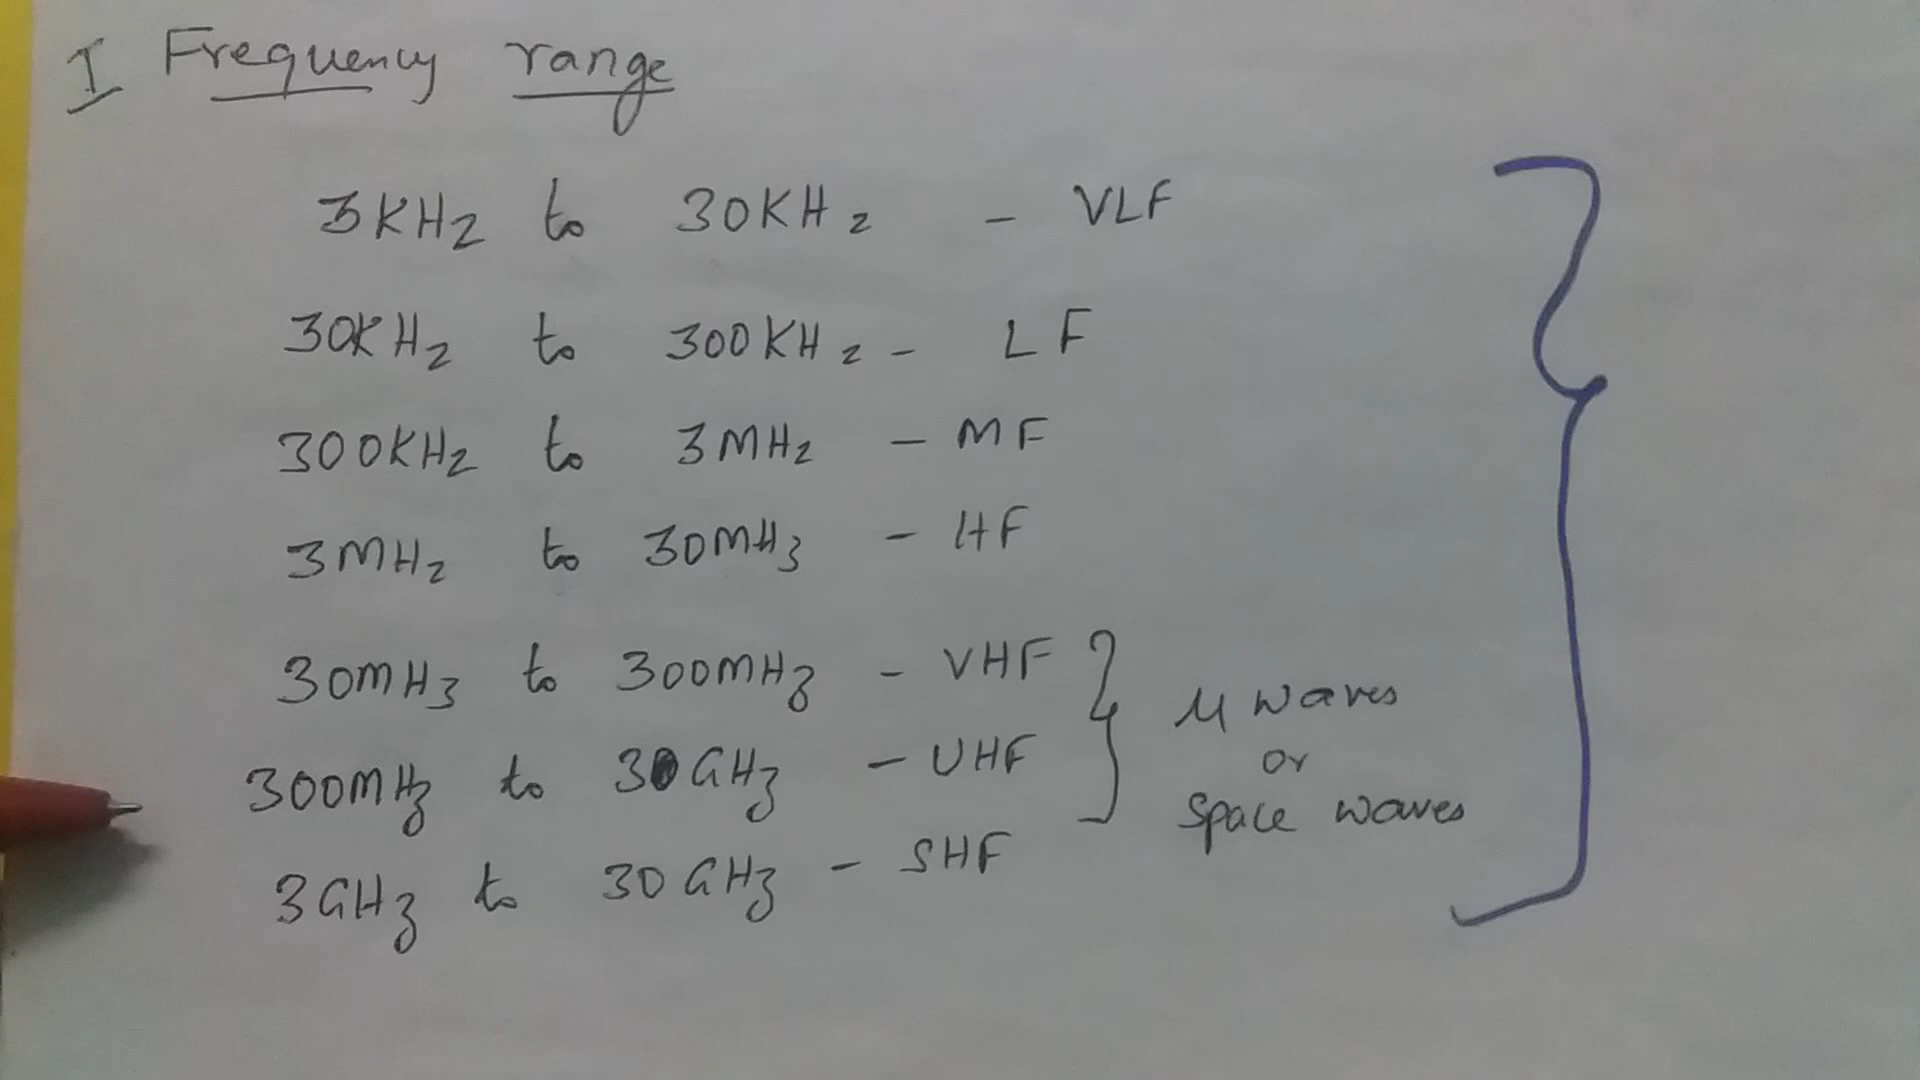 I Frequency range
3KHz to 30KHz - VLF
30KHz to 300KHz - LF
300KHz to 3MHz - MF
3MHz to 30MHz - HF
30MHz to 300MHz - VHF
300MHz to 3GHz - UHF
3GHz to 30GHz - SHF
μ waves
or
Space waves